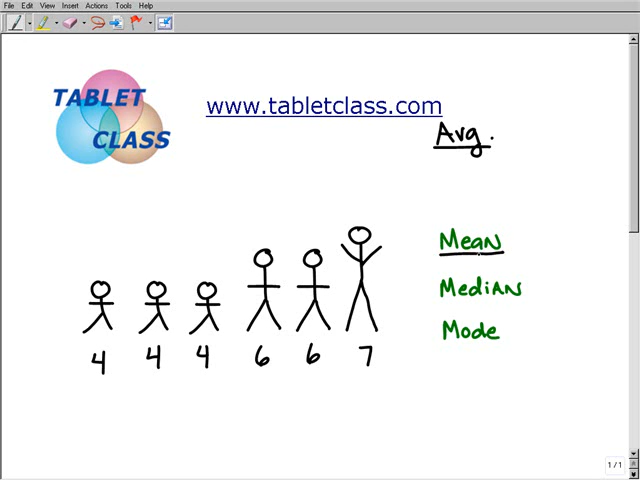 File Edit View Insert Actions Tools Help
TABLET
CLASS
www.tabletclass.com
Avg.
Mean
Median
Mode
4 4 4 6 6 7
1 / 1